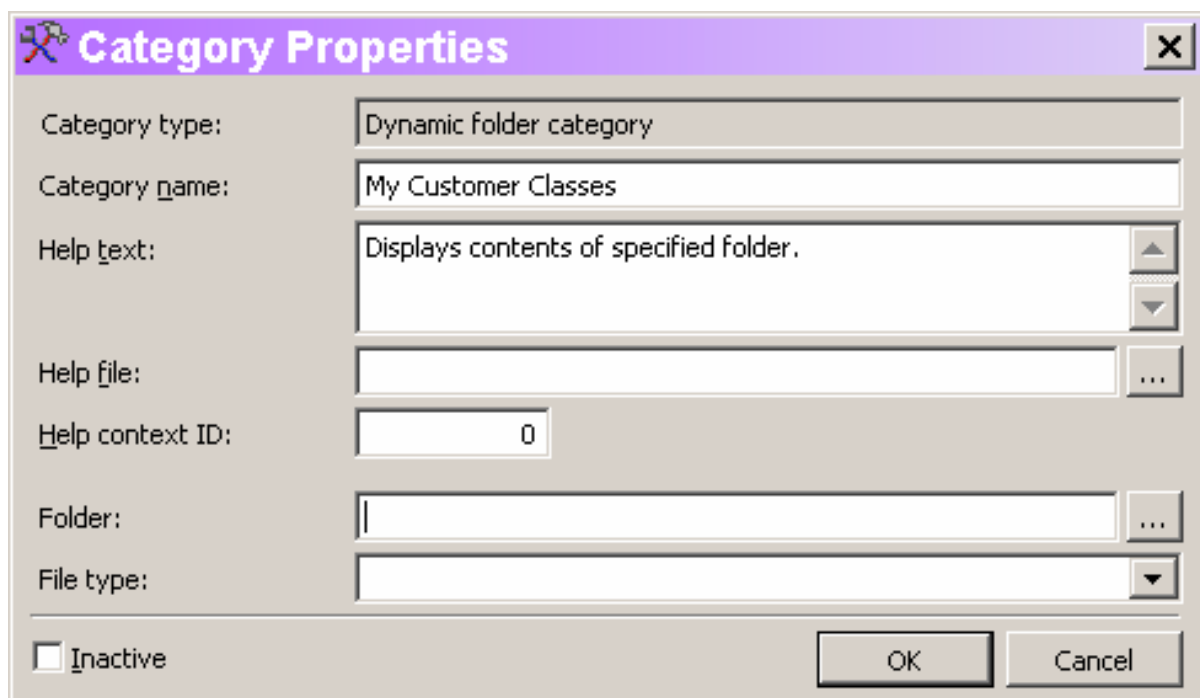 Category Properties
Category type: Dynamic folder category
Category name: My Customer Classes
Help text: Displays contents of specified folder.
Help file: ...
Help context ID: 0
Folder: ...
File type:
Inactive OK Cancel